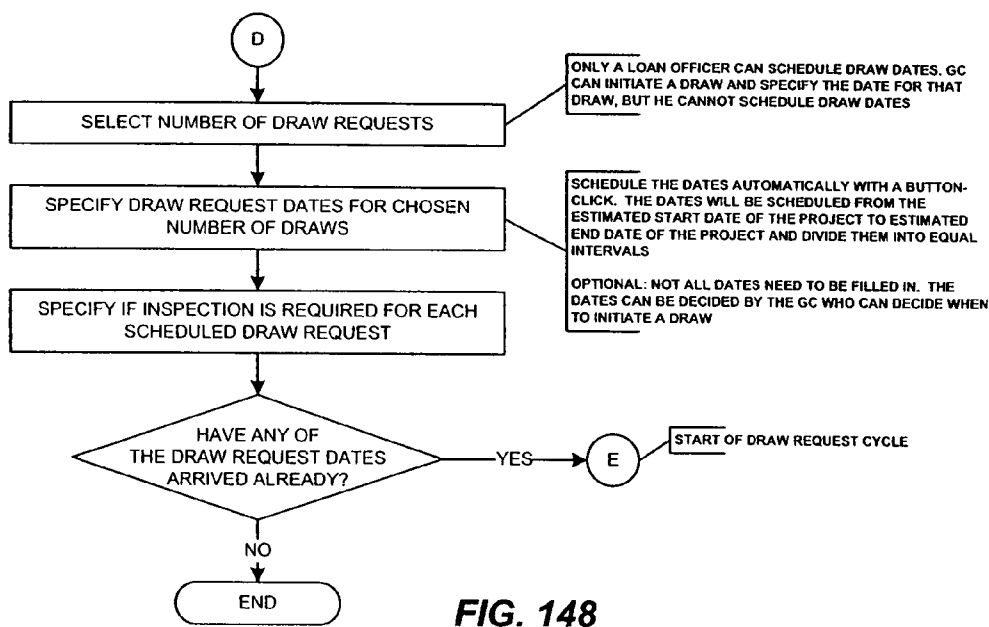 D
ONLY A LOAN OFFICER CAN SCHEDULE DRAW DATES. GC
CAN INITIATE A DRAW AND SPECIFY THE DATE FOR THAT
DRAW, BUT HE CANNOT SCHEDULE DRAW DATES
SELECT NUMBER OF DRAW REQUESTS
SPECIFY DRAW REQUEST DATES FOR CHOSEN
NUMBER OF DRAWS
SCHEDULE THE DATES AUTOMATICALLY WITH A BUTTON-
CLICK. THE DATES WILL BE SCHEDULED FROM THE
ESTIMATED START DATE OF THE PROJECT TO ESTIMATED
END DATE OF THE PROJECT AND DIVIDE THEM INTO EQUAL
INTERVALS
OPTIONAL: NOT ALL DATES NEED TO BE FILLED IN. THE
DATES CAN BE DECIDED BY THE GC WHO CAN DECIDE WHEN
TO INITIATE A DRAW
SPECIFY IF INSPECTION IS REQUIRED FOR EACH
SCHEDULED DRAW REQUEST
HAVE ANY OF
THE DRAW REQUEST DATES
ARRIVED ALREADY?
YES
E
START OF DRAW REQUEST CYCLE
NO
END
FIG. 148